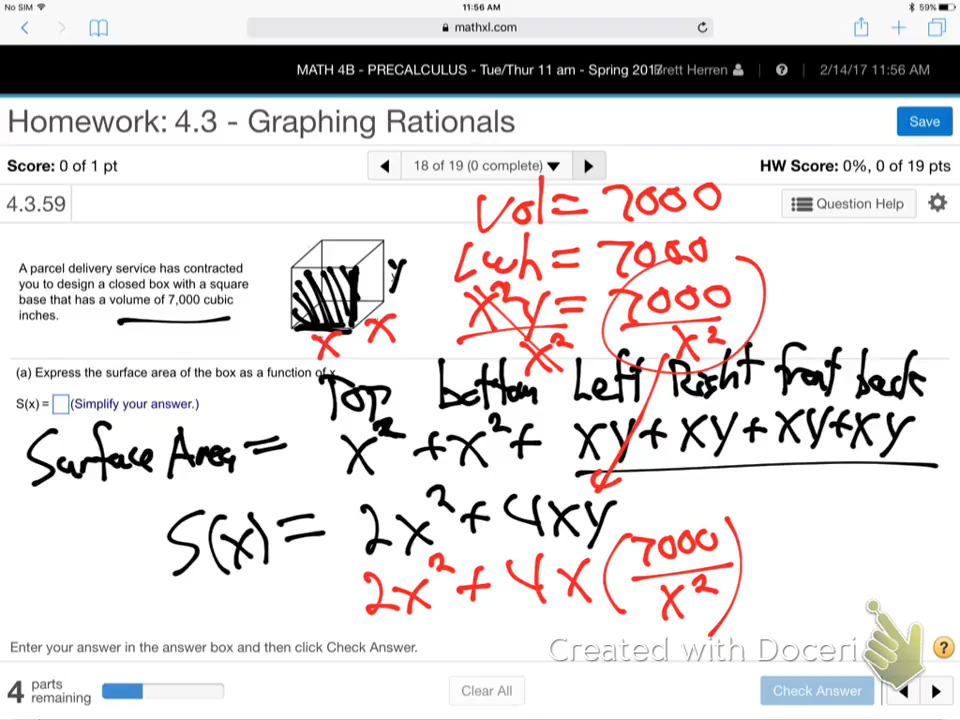 No SIM 11:56 AM 59%
mathxl.com
MATH 4B - PRECALCULUS - Tue/Thur 11 am - Spring 2017 Brett Herren ? 2/14/17 11:56 AM
Homework: 4.3 - Graphing Rationals Save
Score: 0 of 1 pt 18 of 19 (0 complete) HW Score: 0%, 0 of 19 pts
4.3.59 Question Help
Vol = 7000
Lwh = 7000
x²y = 7000
x² x²
A parcel delivery service has contracted
you to design a closed box with a square
base that has a volume of 7,000 cubic
inches.
y
x x
(a) Express the surface area of the box as a function of x.
S(x) = (Simplify your answer.)
Top bottom Left Right front back
Surface Area = x² + x² + xy + xy + xy + xy
S(x) = 2x² + 4xy
2x² + 4x (7000/x²)
Enter your answer in the answer box and then click Check Answer.
Created with Doceri
?
4 parts remaining Clear All Check Answer